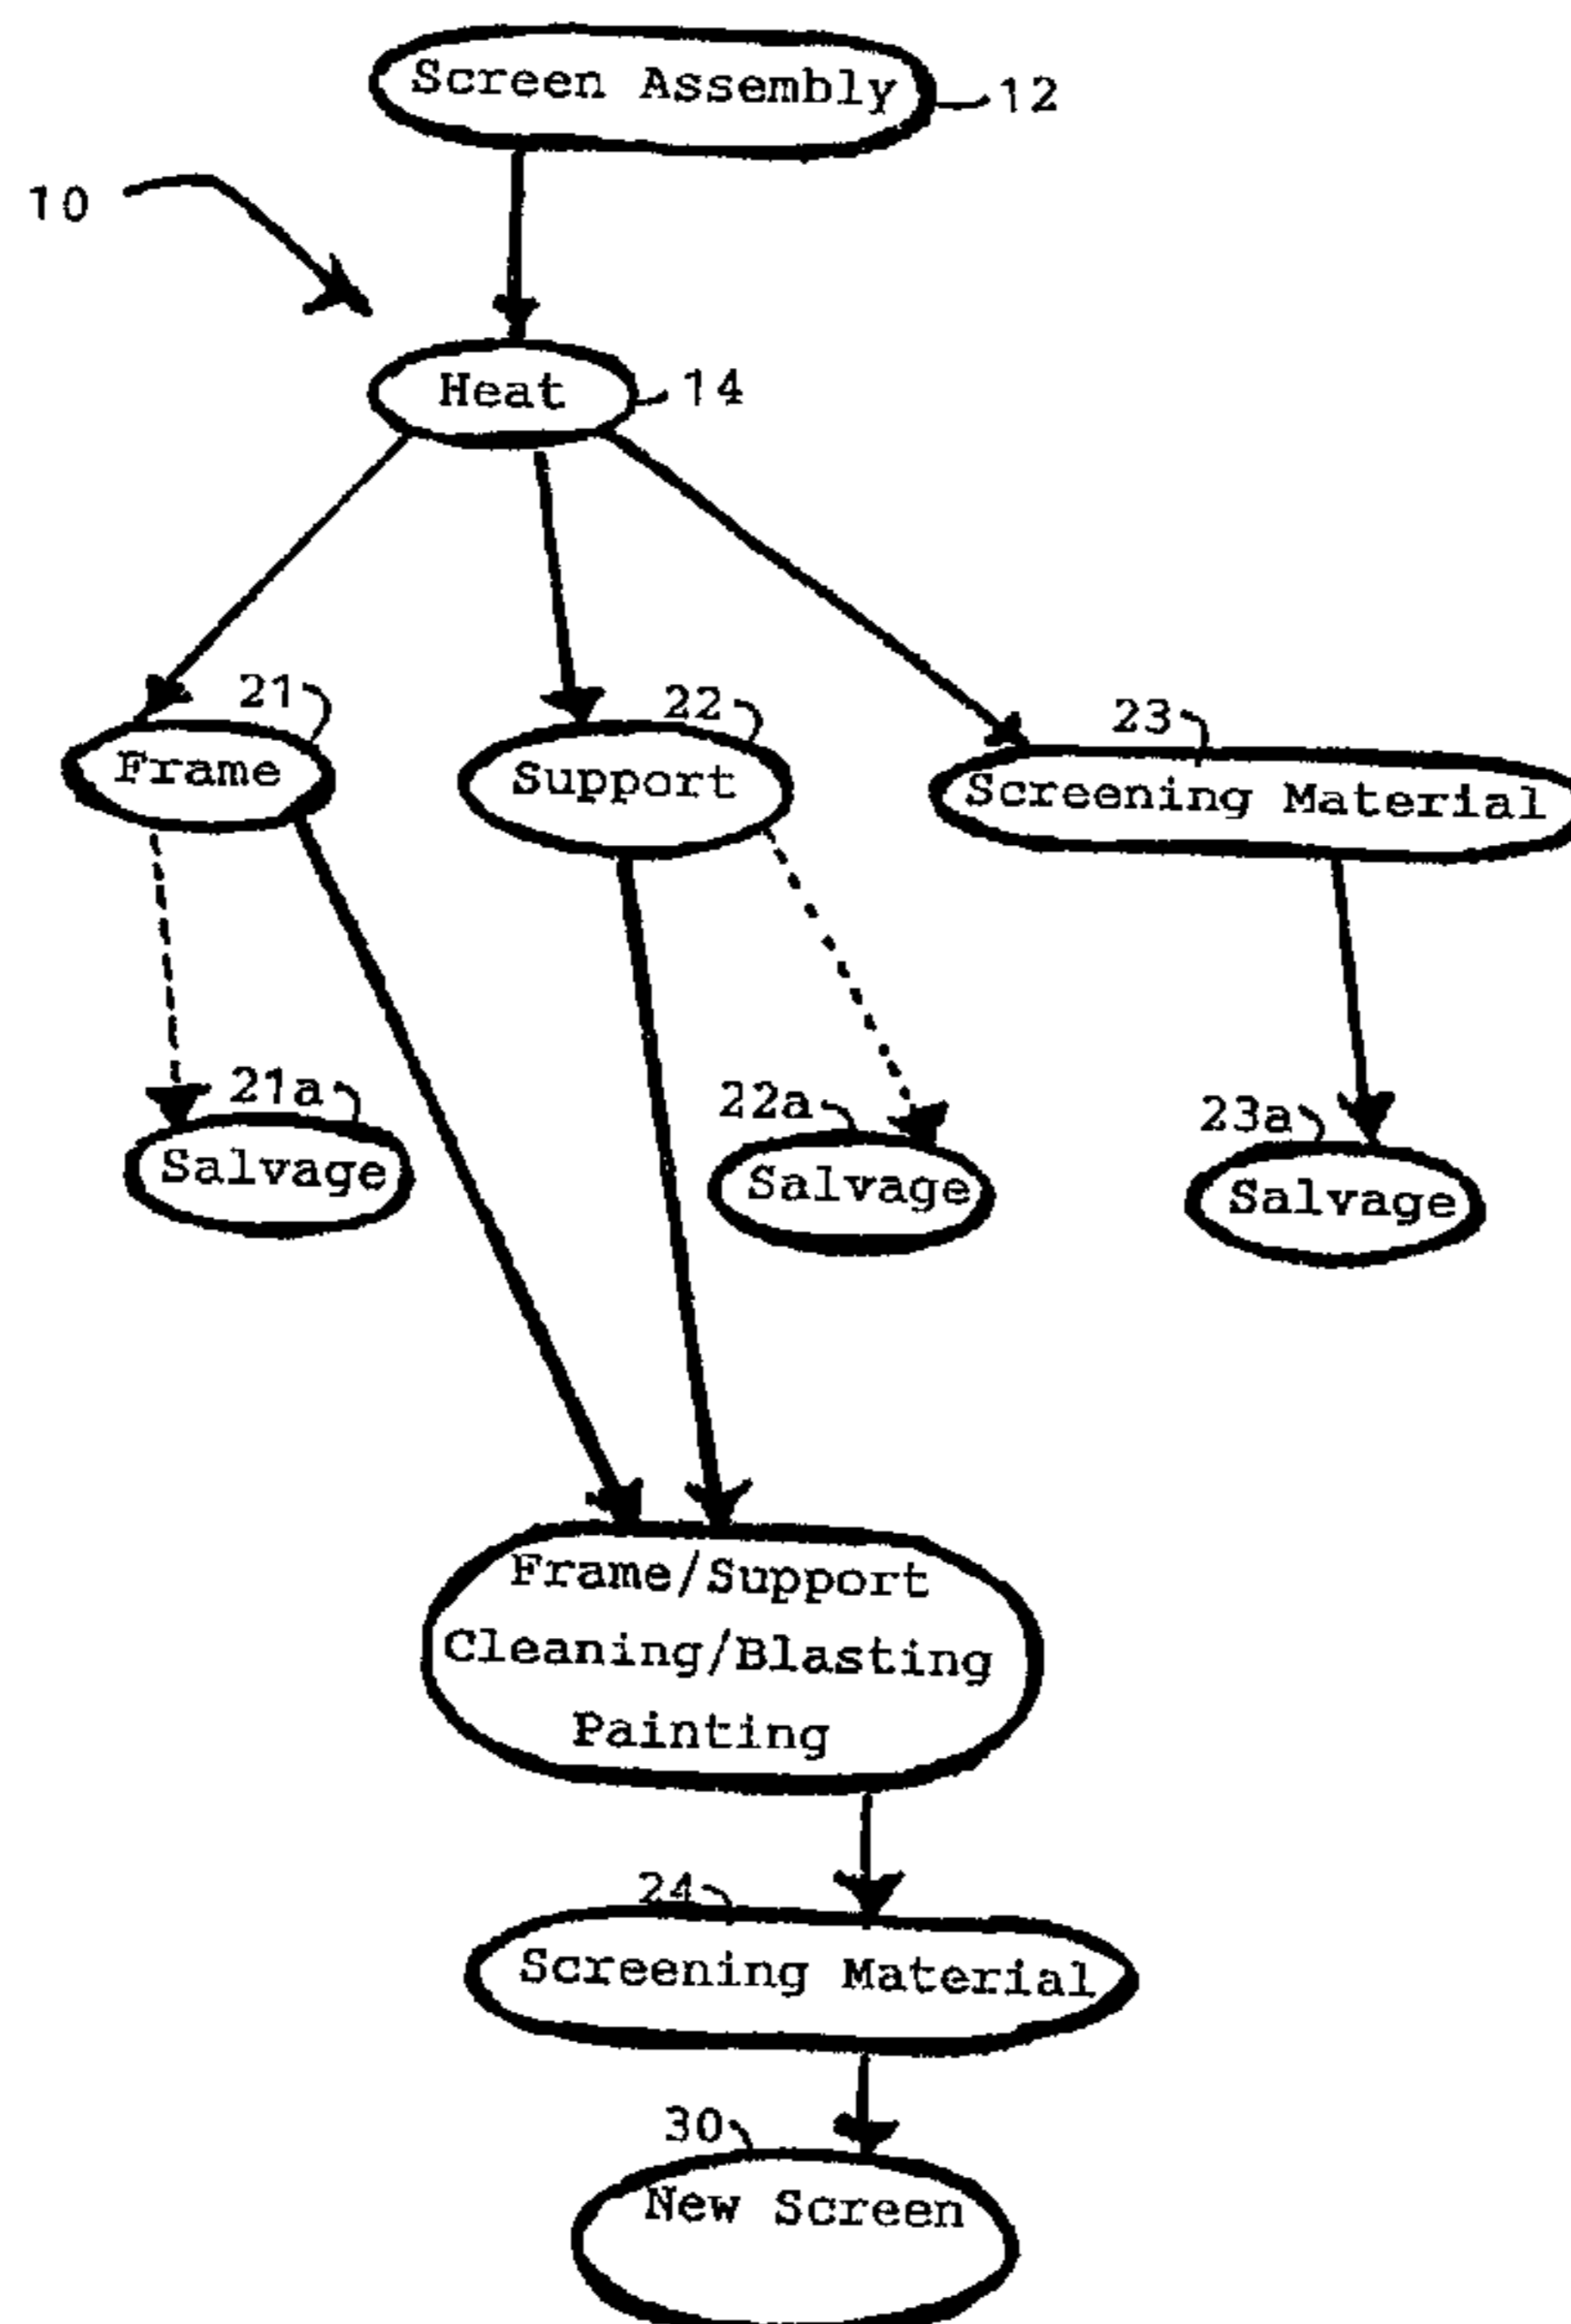 Screen Assembly
12
10
Heat
14
21
22
23
Frame
Support
Screening Material
21a
22a
23a
Salvage
Salvage
Salvage
Frame/Support
Cleaning/Blasting
Painting
24
Screening Material
30
New Screen